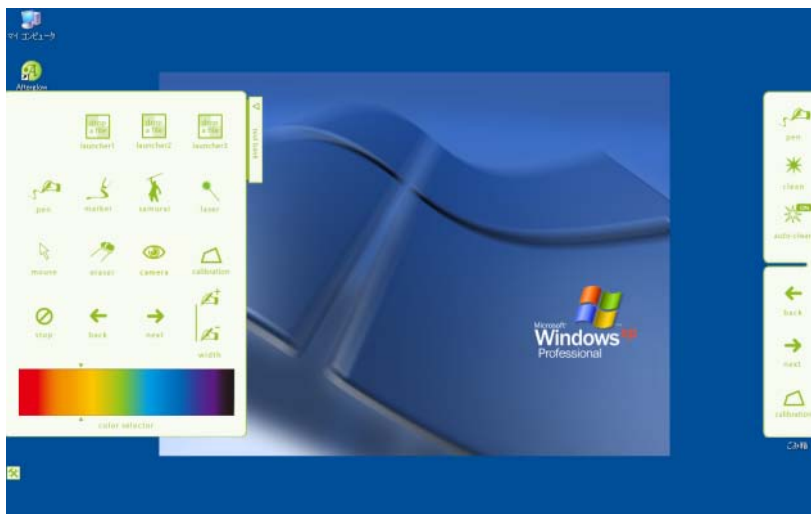 マイ コンピュータ
Afterglow
drop
a file
launcher1
drop
a file
launcher2
drop
a file
launcher3
tool book
pen
marker
samurai
laser
mouse
eraser
camera
calibration
stop
back
next
width
color selector
Microsoft
Windows xp
Professional
pen
clean
ON
auto-clean
back
next
calibration
ごみ箱